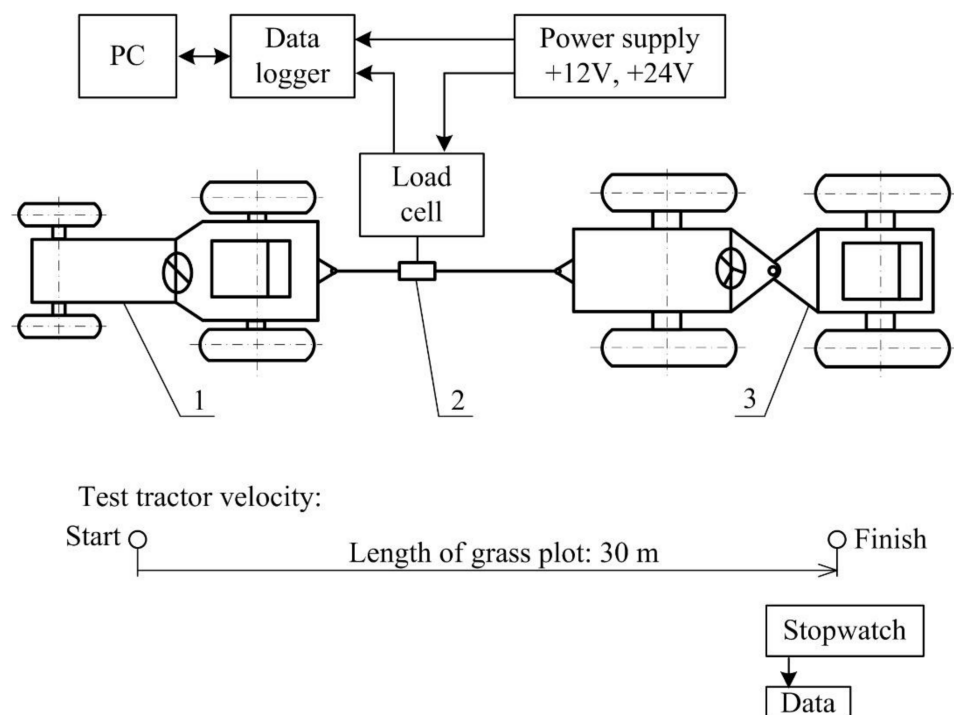 PC
Data
logger
Power supply
+12V, +24V
Load
cell
1
2
3
Test tractor velocity:
Start
Length of grass plot: 30 m
Finish
Stopwatch
Data